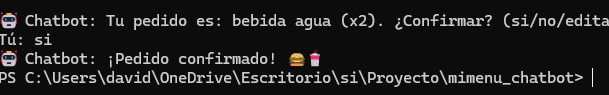 🤖 Chatbot: Tu pedido es: bebida agua (x2). ¿Confirmar? (si/no/edita
Tú: si
🤖 Chatbot: ¡Pedido confirmado! 🍔🥤
PS C:\Users\david\OneDrive\Escritorio\si\Proyecto\mimenu_chatbot>